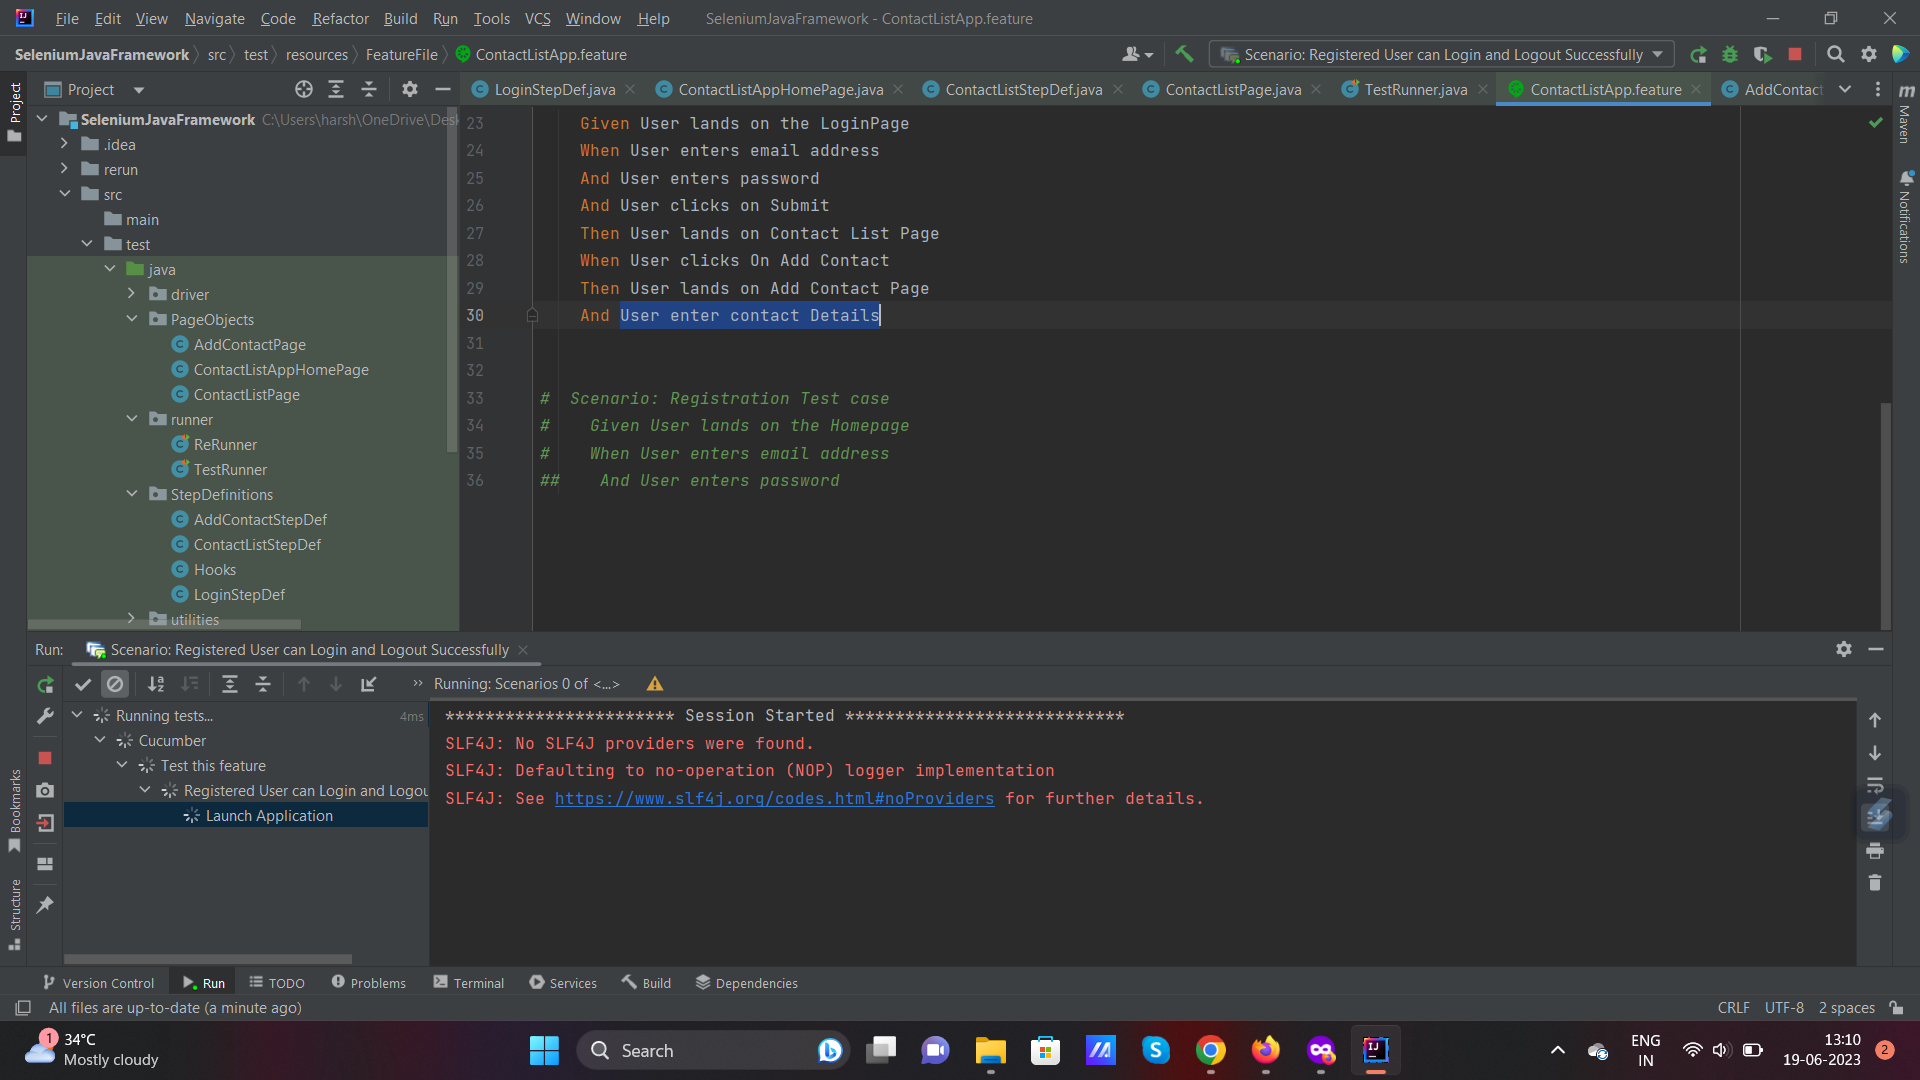 File Edit View Navigate Code Refactor Build Run Tools VCS Window Help SeleniumJavaFramework - ContactListApp.feature
SeleniumJavaFramework src test resources FeatureFile ContactListApp.feature
Scenario: Registered User can Login and Logout Successfully
Project
LoginStepDef.java ContactListAppHomePage.java ContactListStepDef.java ContactListPage.java TestRunner.java ContactListApp.feature AddContact
Project
SeleniumJavaFramework C:\Users\harsh\OneDrive\Desk
.idea
rerun
src
main
test
java
driver
PageObjects
AddContactPage
ContactListAppHomePage
ContactListPage
runner
ReRunner
TestRunner
StepDefinitions
AddContactStepDef
ContactListStepDef
Hooks
LoginStepDef
utilities
23 Given User lands on the LoginPage
24 When User enters email address
25 And User enters password
26 And User clicks on Submit
27 Then User lands on Contact List Page
28 When User clicks On Add Contact
29 Then User lands on Add Contact Page
30 And User enter contact Details
31
32
33 # Scenario: Registration Test case
34 # Given User lands on the Homepage
35 # When User enters email address
36 ## And User enters password
Maven
Notifications
Run: Scenario: Registered User can Login and Logout Successfully
Running: Scenarios 0 of <...>
Running tests... 4ms
Cucumber
Test this feature
Registered User can Login and Logou
Launch Application
*********************** Session Started ****************************
SLF4J: No SLF4J providers were found.
SLF4J: Defaulting to no-operation (NOP) logger implementation
SLF4J: See https://www.slf4j.org/codes.html#noProviders for further details.
Bookmarks
Structure
Version Control Run TODO Problems Terminal Services Build Dependencies
All files are up-to-date (a minute ago)
CRLF UTF-8 2 spaces
1
34°C
Mostly cloudy
Search
ENG
IN
13:10
19-06-2023
2